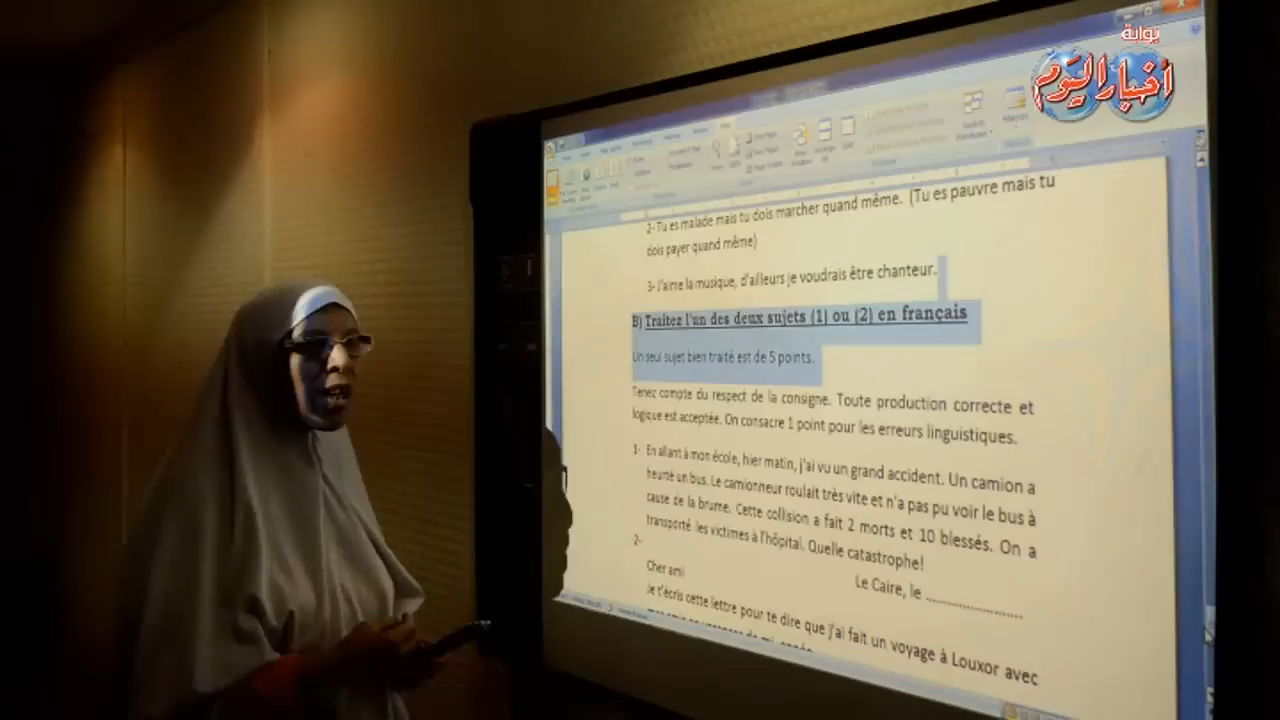 بوابة
أخبار اليوم
2- Tu es malade mais tu dois marcher quand même. (Tu es pauvre mais tu
dois payer quand même)
3- J'aime la musique, d'ailleurs je voudrais être chanteur.
B) Traitez l'un des deux sujets (1) ou (2) en français
Un seul sujet bien traité est de 5 points.
Tenez compte du respect de la consigne. Toute production correcte et
logique est acceptée. On consacre 1 point pour les erreurs linguistiques.
1- En allant à mon école, hier matin, j'ai vu un grand accident. Un camion a
heurté un bus. Le camionneur roulait très vite et n'a pas pu voir le bus à
cause de la brume. Cette collision a fait 2 morts et 10 blessés. On a
transporté les victimes à l'hôpital. Quelle catastrophe!
2-
Le Caire, le ........................
Cher ami
Je t'écris cette lettre pour te dire que j'ai fait un voyage à Louxor avec